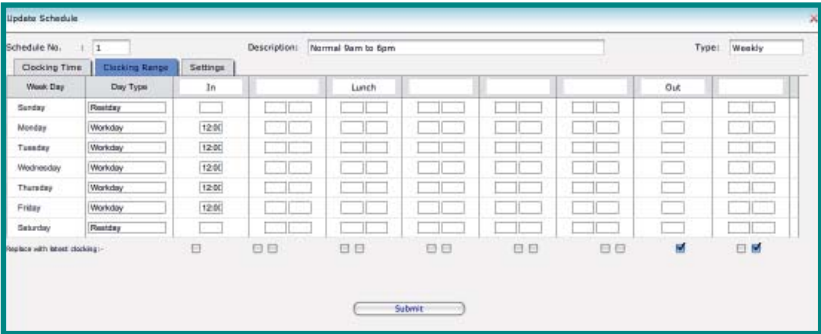 Update Schedule
Schedule No. : 1 Description: Normal 9am to 6pm Type: Weekly
Clocking Time Clocking Range Settings
Week Day Day Type In Lunch Out
Sunday Restday
Monday Workday 12:00
Tuesday Workday 12:00
Wednesday Workday 12:00
Thursday Workday 12:00
Friday Workday 12:00
Saturday Restday
Replace with latest clocking:-
Submit